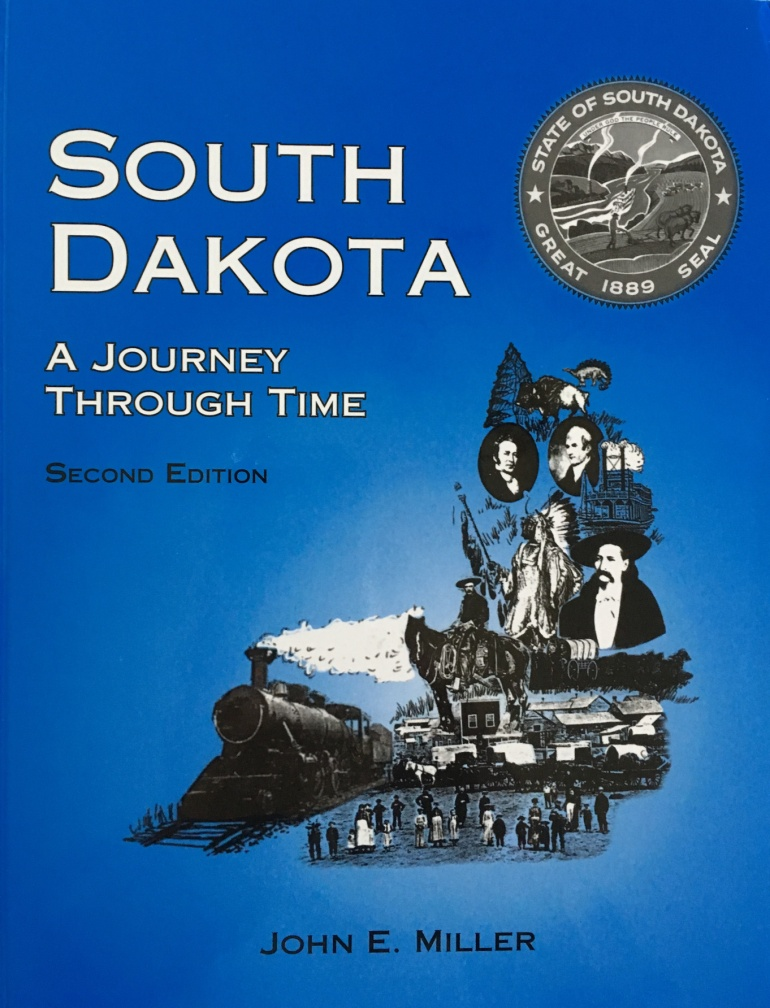 SOUTH
DAKOTA
A JOURNEY
THROUGH TIME
SECOND EDITION
STATE OF SOUTH DAKOTA
UNDER GOD THE PEOPLE RULE
GREAT 1889 SEAL
JOHN E. MILLER